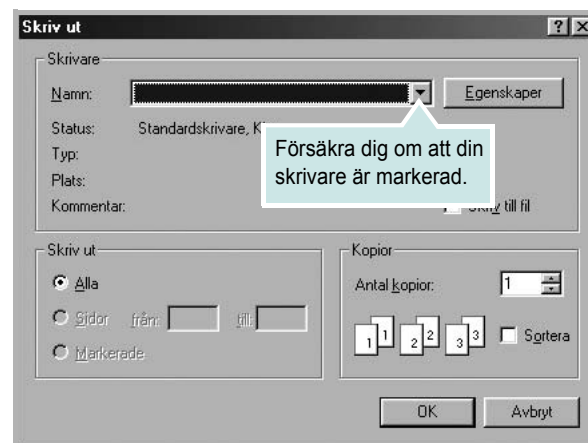 Skriv ut
Skrivare
Namn:
Egenskaper
Status: Standardskrivare,
Typ:
Plats:
Kommentar:
till fil
Försäkra dig om att din
skrivare är markerad.
Skriv ut
Alla
Sidor från: till:
Markerade
Kopior
Antal kopior: 1
1 1 2 2 3 3 Sortera
OK Avbryt